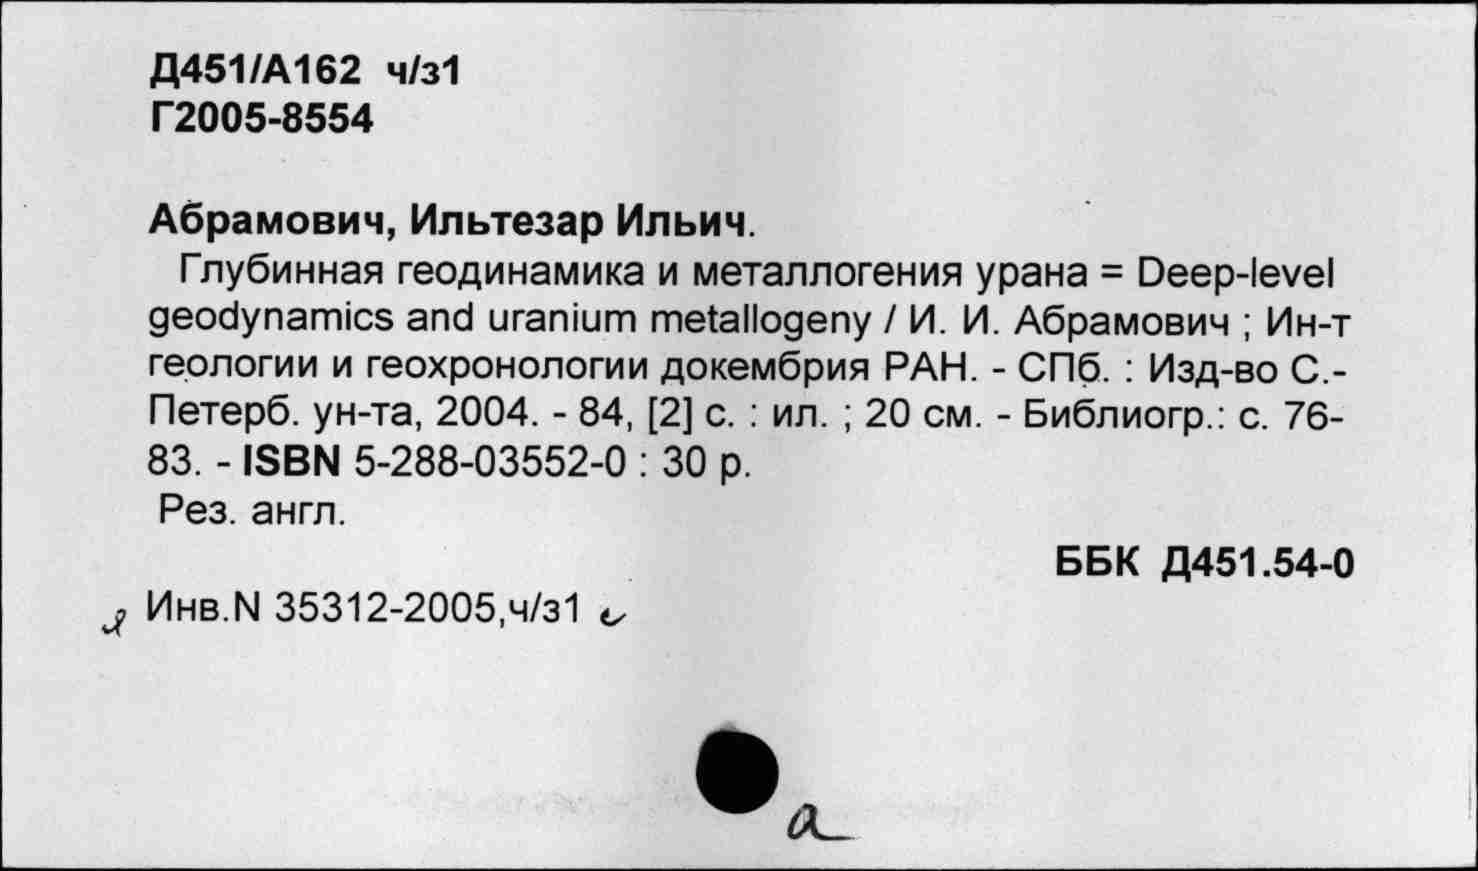 Д451/А162 ч/з1
Г2005-8554
Абрамович, Ильтезар Ильич.
Глубинная геодинамика и металлогения урана = Deep-level
geodynamics and uranium metallogeny / И. И. Абрамович ; Ин-т
геологии и геохронологии докембрия РАН. - СПб. : Изд-во С.-
Петерб. ун-та, 2004. - 84, [2] с. : ил. ; 20 см. - Библиогр.: с. 76-
83. - ISBN 5-288-03552-0 : 30 р.
Рез. англ.
ББК Д451.54-0
Инв.N 35312-2005,ч/з1
а